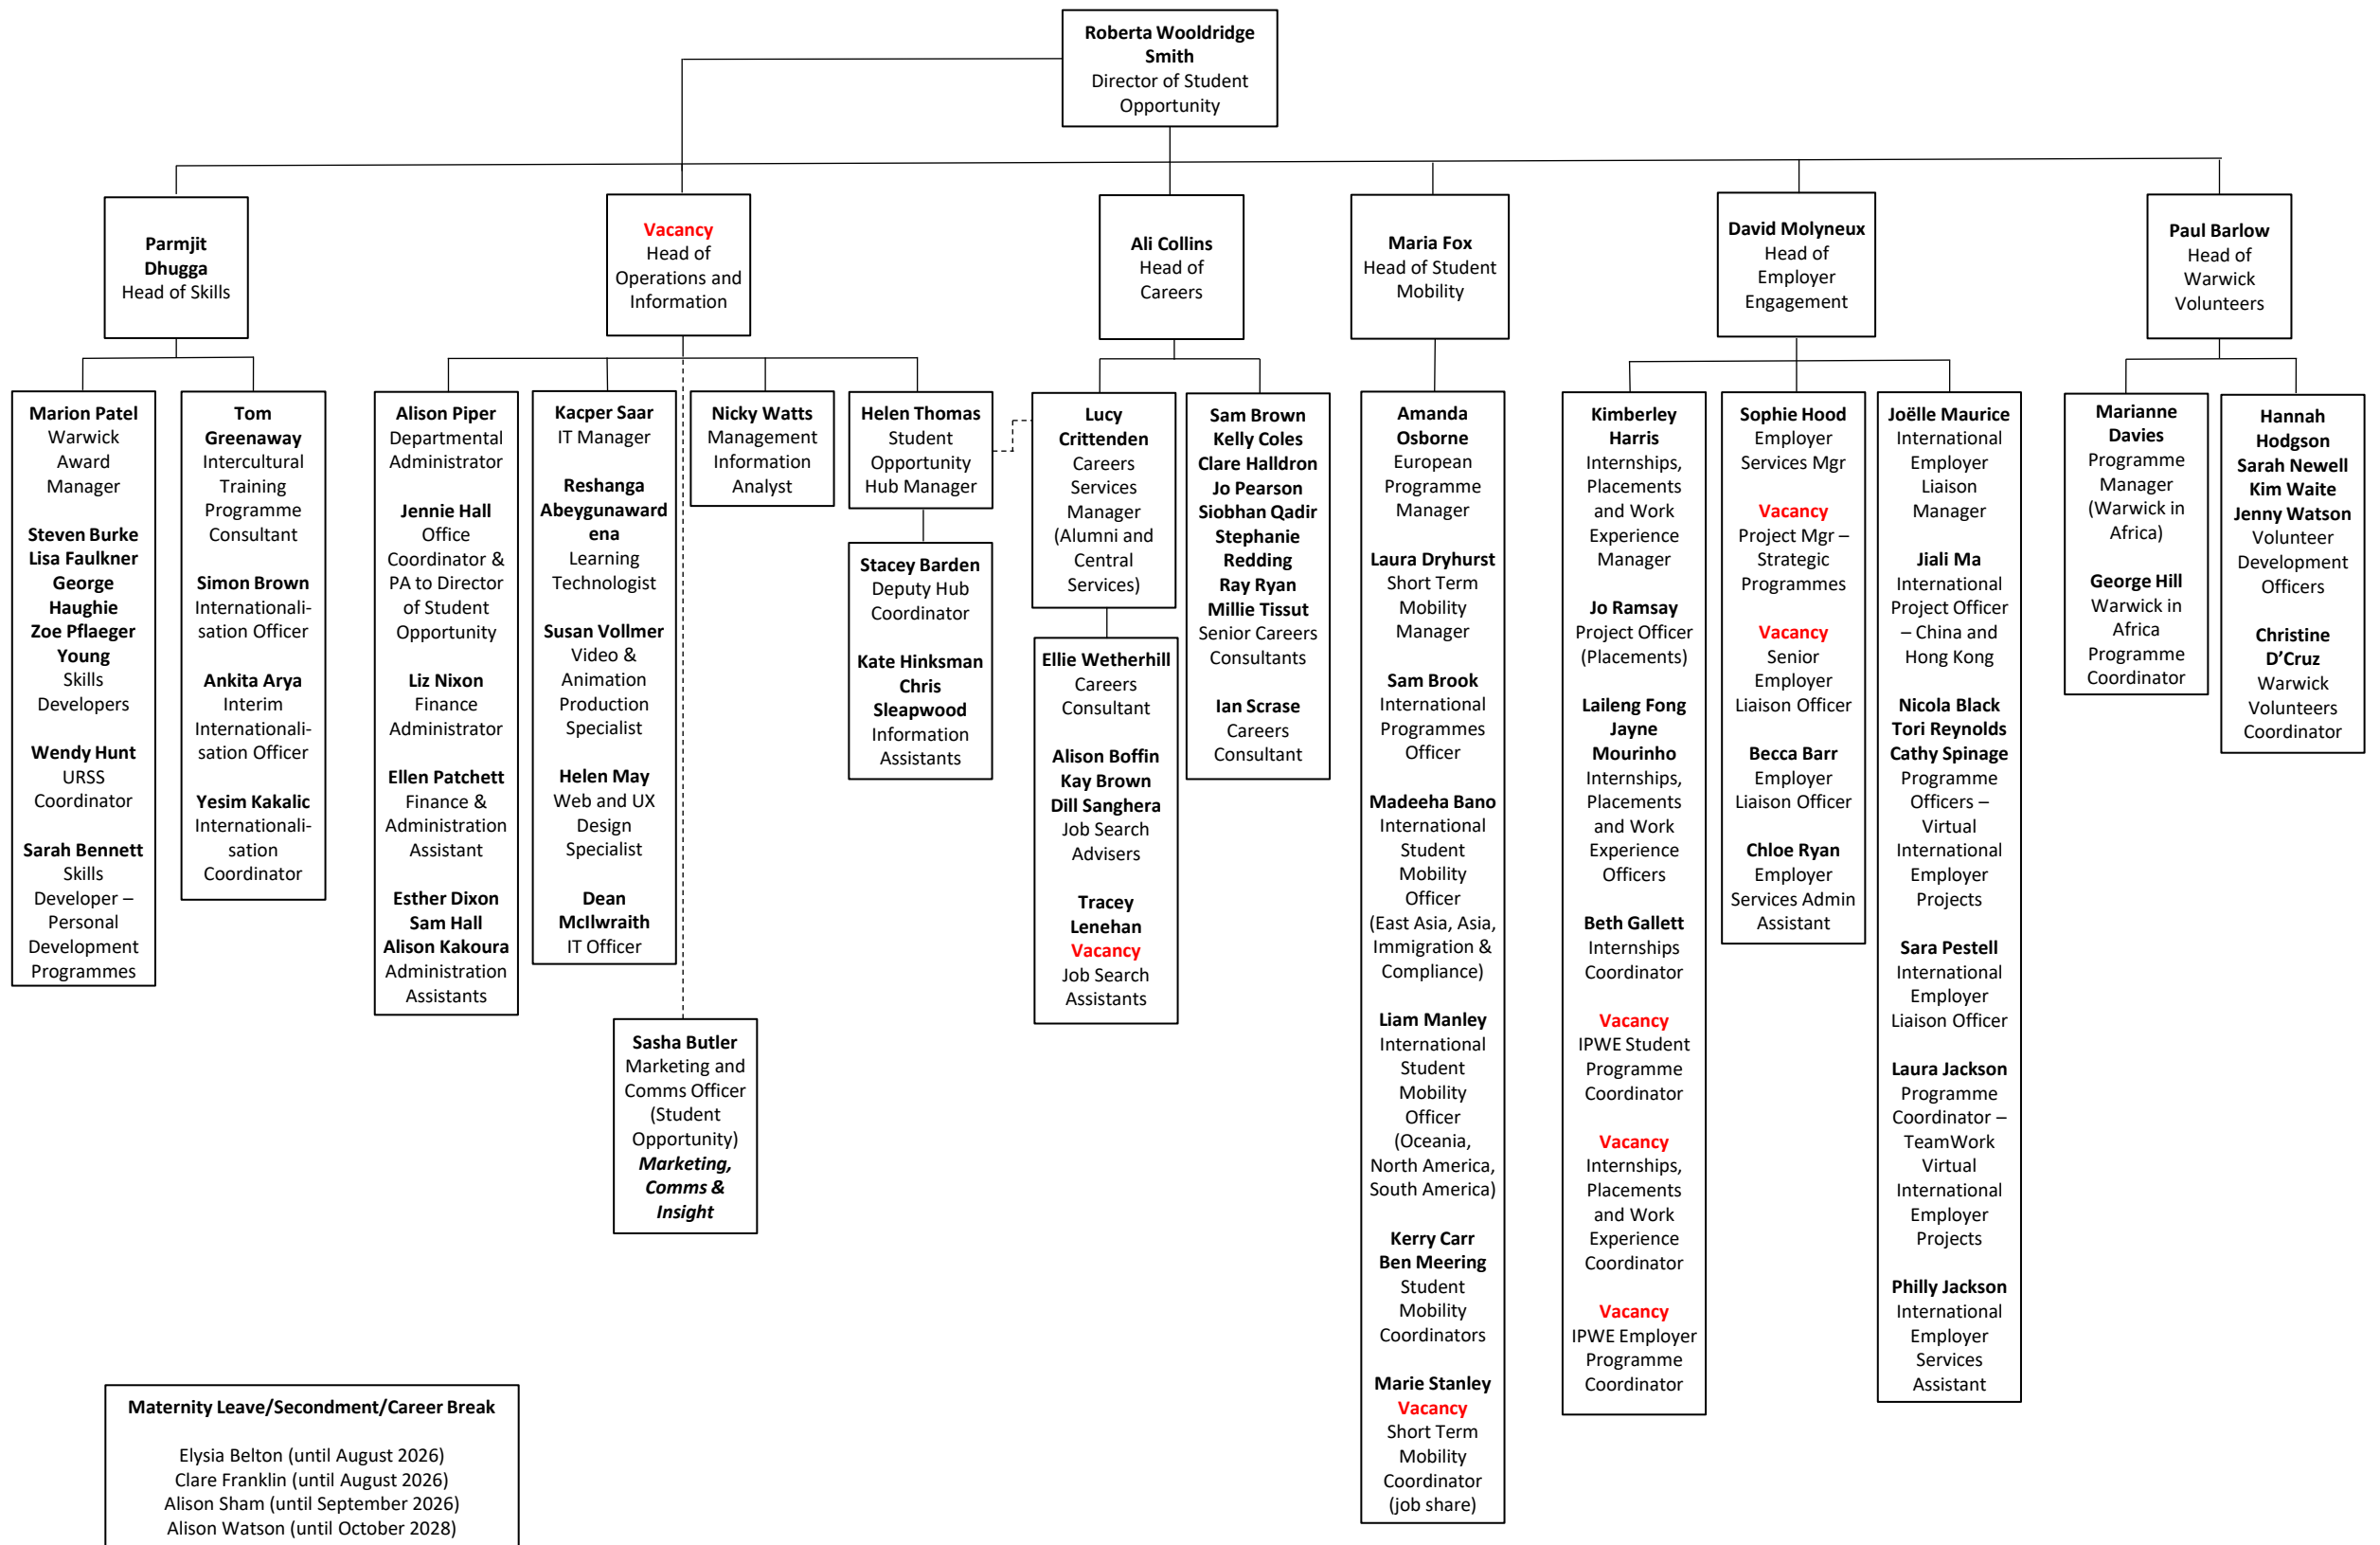 Roberta Wooldridge
Smith
Director of Student
Opportunity
Parmjit
Dhugga
Head of Skills
Vacancy
Head of
Operations and
Information
Ali Collins
Head of
Careers
Maria Fox
Head of Student
Mobility
David Molyneux
Head of
Employer
Engagement
Paul Barlow
Head of
Warwick
Volunteers
Marion Patel
Warwick
Award
Manager
Steven Burke
Lisa Faulkner
George
Haughie
Zoe Pflaeger
Young
Skills
Developers
Wendy Hunt
URSS
Coordinator
Sarah Bennett
Skills
Developer –
Personal
Development
Programmes
Tom
Greenaway
Intercultural
Training
Programme
Consultant
Simon Brown
Internationali-
sation Officer
Ankita Arya
Interim
Internationali-
sation Officer
Yesim Kakalic
Internationali-
sation
Coordinator
Alison Piper
Departmental
Administrator
Jennie Hall
Office
Coordinator &
PA to Director
of Student
Opportunity
Liz Nixon
Finance
Administrator
Ellen Patchett
Finance &
Administration
Assistant
Esther Dixon
Sam Hall
Alison Kakoura
Administration
Assistants
Kacper Saar
IT Manager
Reshanga
Abeygunaward
ena
Learning
Technologist
Susan Vollmer
Video &
Animation
Production
Specialist
Helen May
Web and UX
Design
Specialist
Dean
McIlwraith
IT Officer
Nicky Watts
Management
Information
Analyst
Helen Thomas
Student
Opportunity
Hub Manager
Stacey Barden
Deputy Hub
Coordinator
Kate Hinksman
Chris
Sleapwood
Information
Assistants
Sasha Butler
Marketing and
Comms Officer
(Student
Opportunity)
Marketing,
Comms &
Insight
Lucy
Crittenden
Careers
Services
Manager
(Alumni and
Central
Services)
Ellie Wetherhill
Careers
Consultant
Alison Boffin
Kay Brown
Dill Sanghera
Job Search
Advisers
Tracey
Lenehan
Vacancy
Job Search
Assistants
Sam Brown
Kelly Coles
Clare Halldron
Jo Pearson
Siobhan Qadir
Stephanie
Redding
Ray Ryan
Millie Tissut
Senior Careers
Consultants
Ian Scrase
Careers
Consultant
Amanda
Osborne
European
Programme
Manager
Laura Dryhurst
Short Term
Mobility
Manager
Sam Brook
International
Programmes
Officer
Madeeha Bano
International
Student
Mobility
Officer
(East Asia, Asia,
Immigration &
Compliance)
Liam Manley
International
Student
Mobility
Officer
(Oceania,
North America,
South America)
Kerry Carr
Ben Meering
Student
Mobility
Coordinators
Marie Stanley
Vacancy
Short Term
Mobility
Coordinator
(job share)
Kimberley
Harris
Internships,
Placements
and Work
Experience
Manager
Jo Ramsay
Project Officer
(Placements)
Laileng Fong
Jayne
Mourinho
Internships,
Placements
and Work
Experience
Officers
Beth Gallett
Internships
Coordinator
Vacancy
IPWE Student
Programme
Coordinator
Vacancy
Internships,
Placements
and Work
Experience
Coordinator
Vacancy
IPWE Employer
Programme
Coordinator
Sophie Hood
Employer
Services Mgr
Vacancy
Project Mgr –
Strategic
Programmes
Vacancy
Senior
Employer
Liaison Officer
Becca Barr
Employer
Liaison Officer
Chloe Ryan
Employer
Services Admin
Assistant
Joëlle Maurice
International
Employer
Liaison
Manager
Jiali Ma
International
Project Officer
– China and
Hong Kong
Nicola Black
Tori Reynolds
Cathy Spinage
Programme
Officers –
Virtual
International
Employer
Projects
Sara Pestell
International
Employer
Liaison Officer
Laura Jackson
Programme
Coordinator –
TeamWork
Virtual
International
Employer
Projects
Philly Jackson
International
Employer
Services
Assistant
Marianne
Davies
Programme
Manager
(Warwick in
Africa)
George Hill
Warwick in
Africa
Programme
Coordinator
Hannah
Hodgson
Sarah Newell
Kim Waite
Jenny Watson
Volunteer
Development
Officers
Christine
D’Cruz
Warwick
Volunteers
Coordinator
Maternity Leave/Secondment/Career Break
Elysia Belton (until August 2026)
Clare Franklin (until August 2026)
Alison Sham (until September 2026)
Alison Watson (until October 2028)